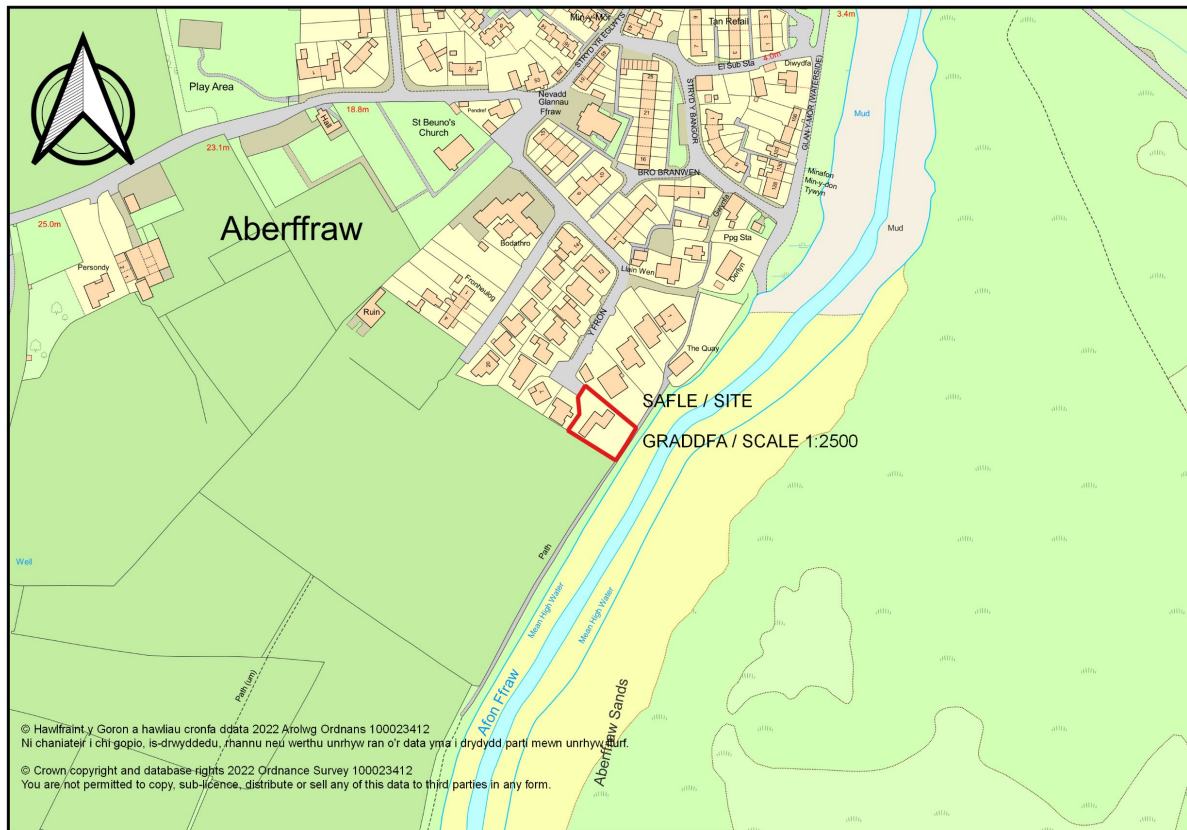 Min-y-Môr
Tan Refail
3.4m
STRYD YR EGLWYS
El Sub Sta
4.0m
Diwydfa
Play Area
Nevadd
Glannau
Ffraw
Pendref
18.8m
Hall
St Beuno's
Church
STRYD Y BANGOR
GLAN-Y-MOR (WATERSIDE)
Mud
23.1m
21
16
BRO BRANWEN
Minafon
Min-y-don
Tywyn
25.0m
Aberffraw
Gwydfa
Mud
Ppg Sta
Bodathro
Persondy
Llain Wen
Derlyn
Fronheulog
Ruin
Y FRON
The Quay
SAFLE / SITE
GRADDFA / SCALE 1:2500
Path
Well
Mean High Water
Mean High Water
Path (um)
Afon Ffraw
Aberffraw Sands
© Hawlfraint y Goron a hawliau cronfa ddata 2022 Arolwg Ordnans 100023412
Ni chaniateir i chi gopio, is-drwyddedu, rhannu neu werthu unrhyw ran o'r data yma i drydydd parti mewn unrhyw ffurf.
© Crown copyright and database rights 2022 Ordnance Survey 100023412
You are not permitted to copy, sub-licence, distribute or sell any of this data to third parties in any form.